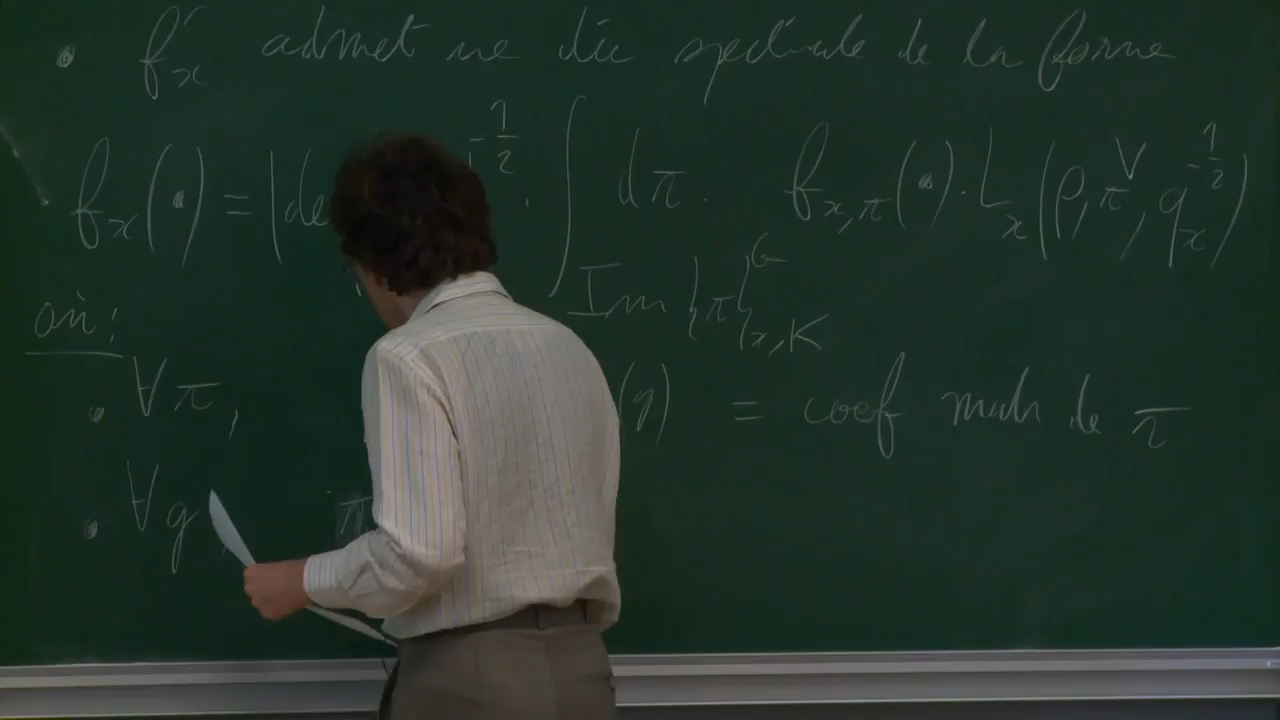 • f_x admet une déc spectrale de la forme
f_x(•) = |de -1/2 · ∫ dπ · f_{x,π}(•) · L_x(ρ, π^∨, q_x^{-1/2})
Im {π}^G_{x,K}
où :
• ∀ π, (g) = coef mah de π
• ∀ g π